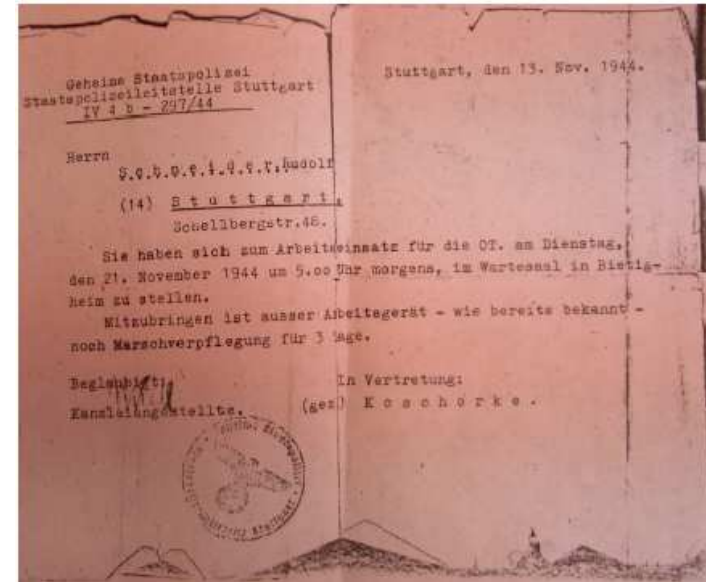 Geheime Staatspolizei
Staatspolizeileitstelle Stuttgart
IV 4 b - 297/44
Stuttgart, den 13. Nov. 1944.
Herrn
S c h n e i d e r, Rudolf
(14) S t u t t g a r t,
Schellbergstr.48.
Sie haben sich zum Arbeitseinsatz für die OT. am Dienstag,
den 21. November 1944 um 5.oo Uhr morgens, im Wartesaal in Bietig-
heim zu stellen.
Mitzubringen ist ausser Arbeitsgerät - wie bereits bekannt -
noch Marschverpflegung für 3 Tage.
Beglaubigt:
Kanzleiangestellte.
In Vertretung:
(gez) K o s c h o r k e .